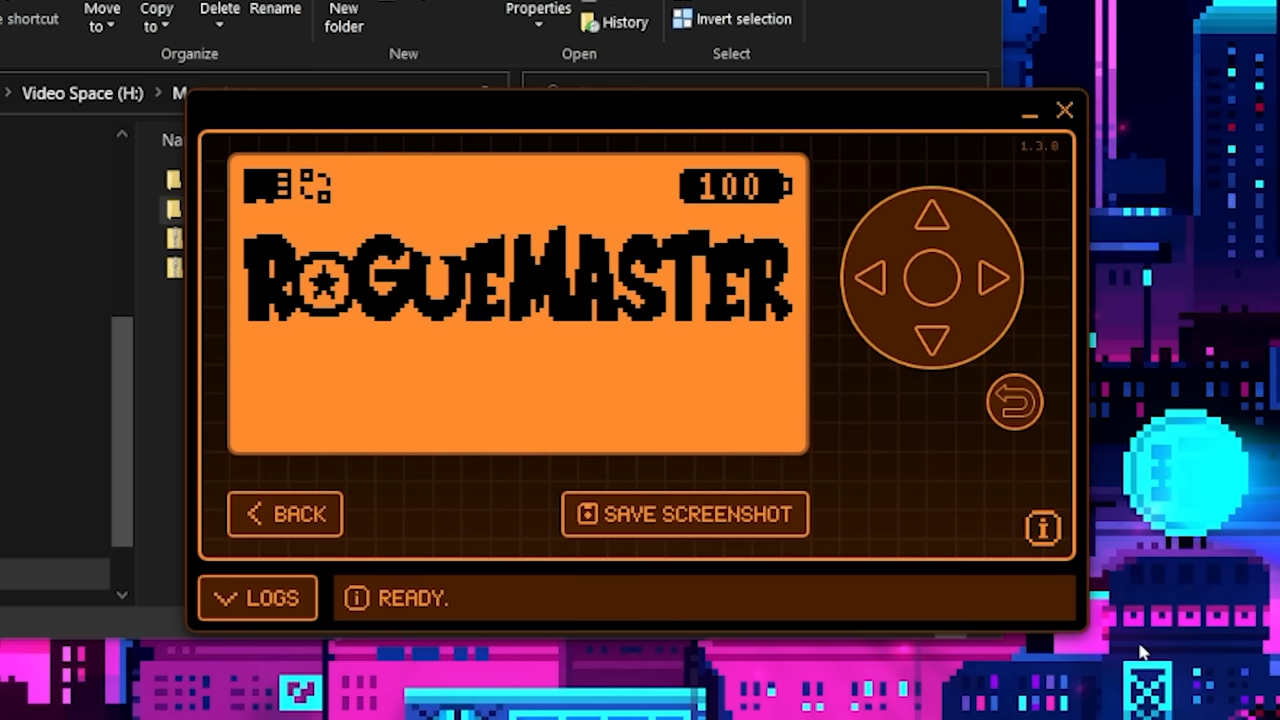 shortcut
Move to
Copy to
Delete
Rename
New folder
Properties
History
Invert selection
Organize
New
Open
Select
Video Space (H:)
1.3.0
100
ROGUEMASTER
BACK
SAVE SCREENSHOT
LOGS
READY.